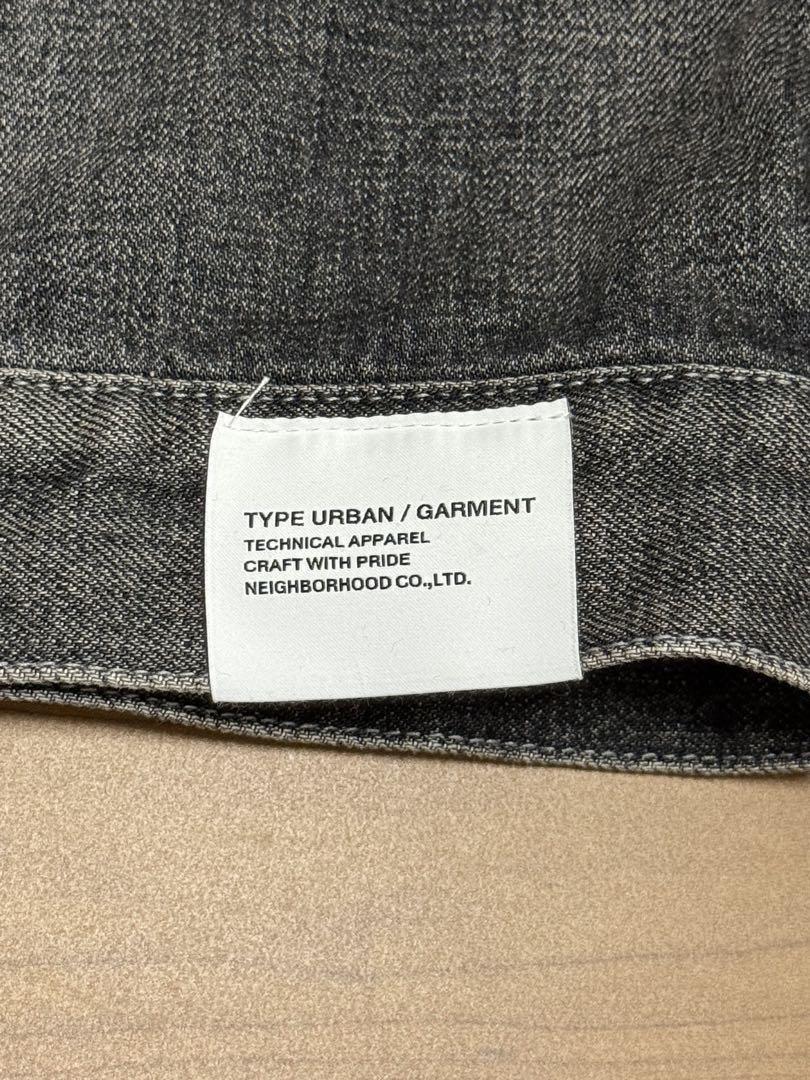 TYPE URBAN / GARMENT
TECHNICAL APPAREL
CRAFT WITH PRIDE
NEIGHBORHOOD CO.,LTD.